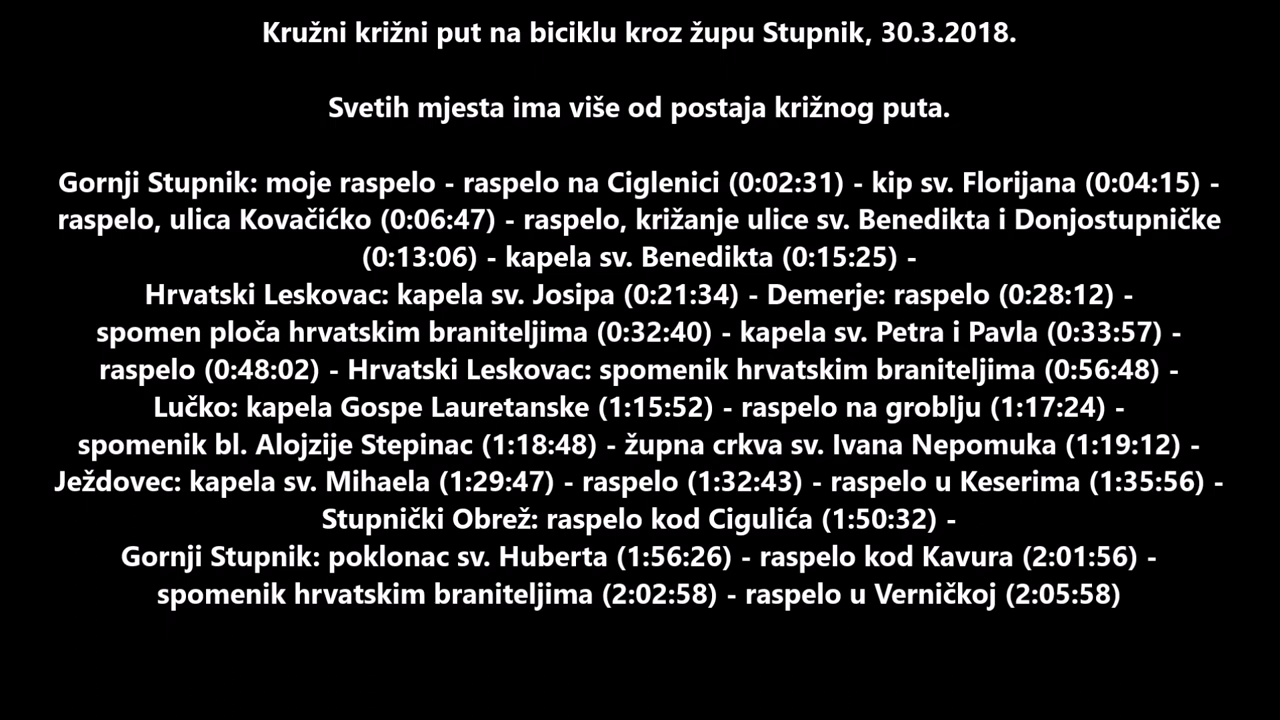 Kružni križni put na biciklu kroz župu Stupnik, 30.3.2018.
Svetih mjesta ima više od postaja križnog puta.
Gornji Stupnik: moje raspelo - raspelo na Ciglenici (0:02:31) - kip sv. Florijana (0:04:15) -
raspelo, ulica Kovačićko (0:06:47) - raspelo, križanje ulice sv. Benedikta i Donjostupničke
(0:13:06) - kapela sv. Benedikta (0:15:25) -
Hrvatski Leskovac: kapela sv. Josipa (0:21:34) - Demerje: raspelo (0:28:12) -
spomen ploča hrvatskim braniteljima (0:32:40) - kapela sv. Petra i Pavla (0:33:57) -
raspelo (0:48:02) - Hrvatski Leskovac: spomenik hrvatskim braniteljima (0:56:48) -
Lučko: kapela Gospe Lauretanske (1:15:52) - raspelo na groblju (1:17:24) -
spomenik bl. Alojzije Stepinac (1:18:48) - župna crkva sv. Ivana Nepomuka (1:19:12) -
Ježdovec: kapela sv. Mihaela (1:29:47) - raspelo (1:32:43) - raspelo u Keserima (1:35:56) -
Stupnički Obrež: raspelo kod Cigulića (1:50:32) -
Gornji Stupnik: poklonac sv. Huberta (1:56:26) - raspelo kod Kavura (2:01:56) -
spomenik hrvatskim braniteljima (2:02:58) - raspelo u Verničkoj (2:05:58)